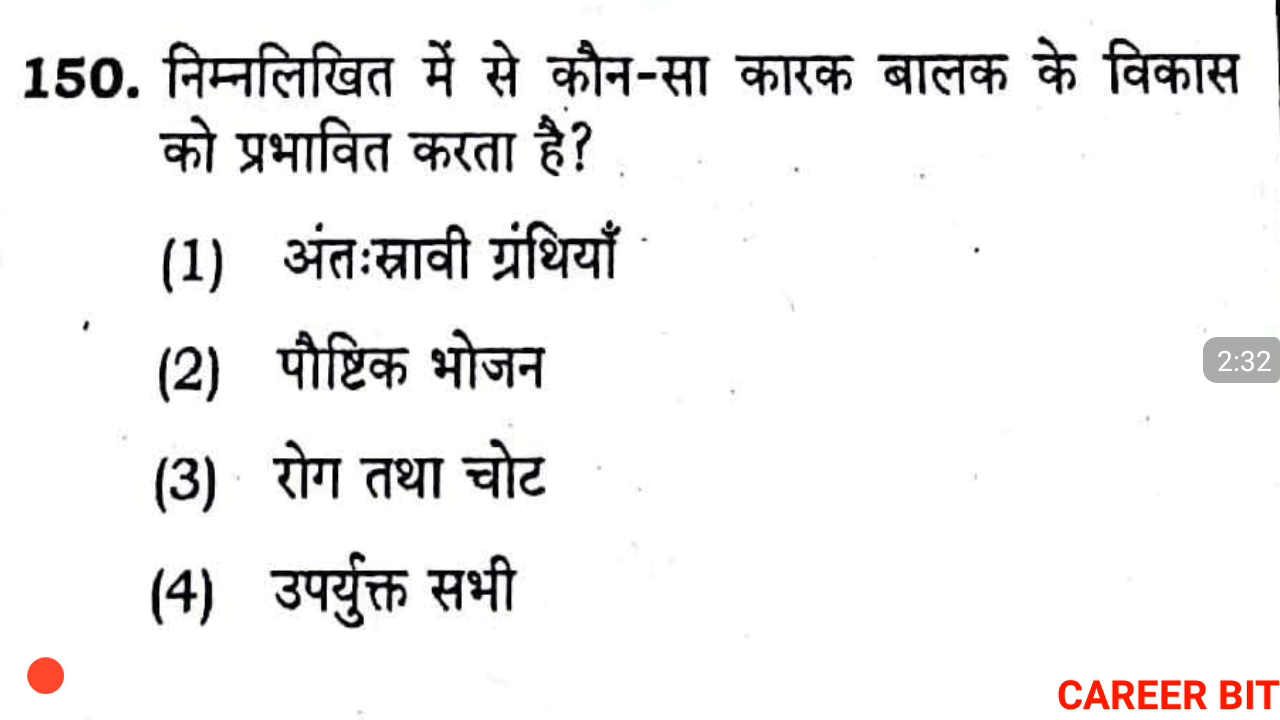 150. निम्नलिखित में से कौन-सा कारक बालक के विकास
को प्रभावित करता है?
(1) अंतःस्रावी ग्रंथियाँ
(2) पौष्टिक भोजन
2:32
(3) रोग तथा चोट
(4) उपर्युक्त सभी
CAREER BIT